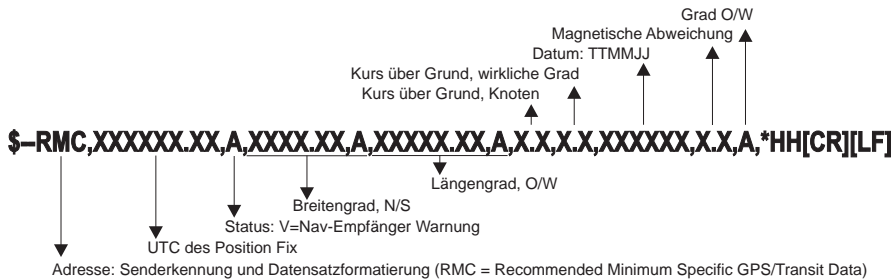 Grad O/W
Magnetische Abweichung
Datum: TTMMJJ
Kurs über Grund, wirkliche Grad
Kurs über Grund, Knoten
$–RMC,XXXXXX.XX,A,XXXX.XX,A,XXXXX.XX,A,X.X,X.X,XXXXXX,X.X,A,*HH[CR][LF]
Längengrad, O/W
Breitengrad, N/S
Status: V=Nav-Empfänger Warnung
UTC des Position Fix
Adresse: Senderkennung und Datensatzformatierung (RMC = Recommended Minimum Specific GPS/Transit Data)